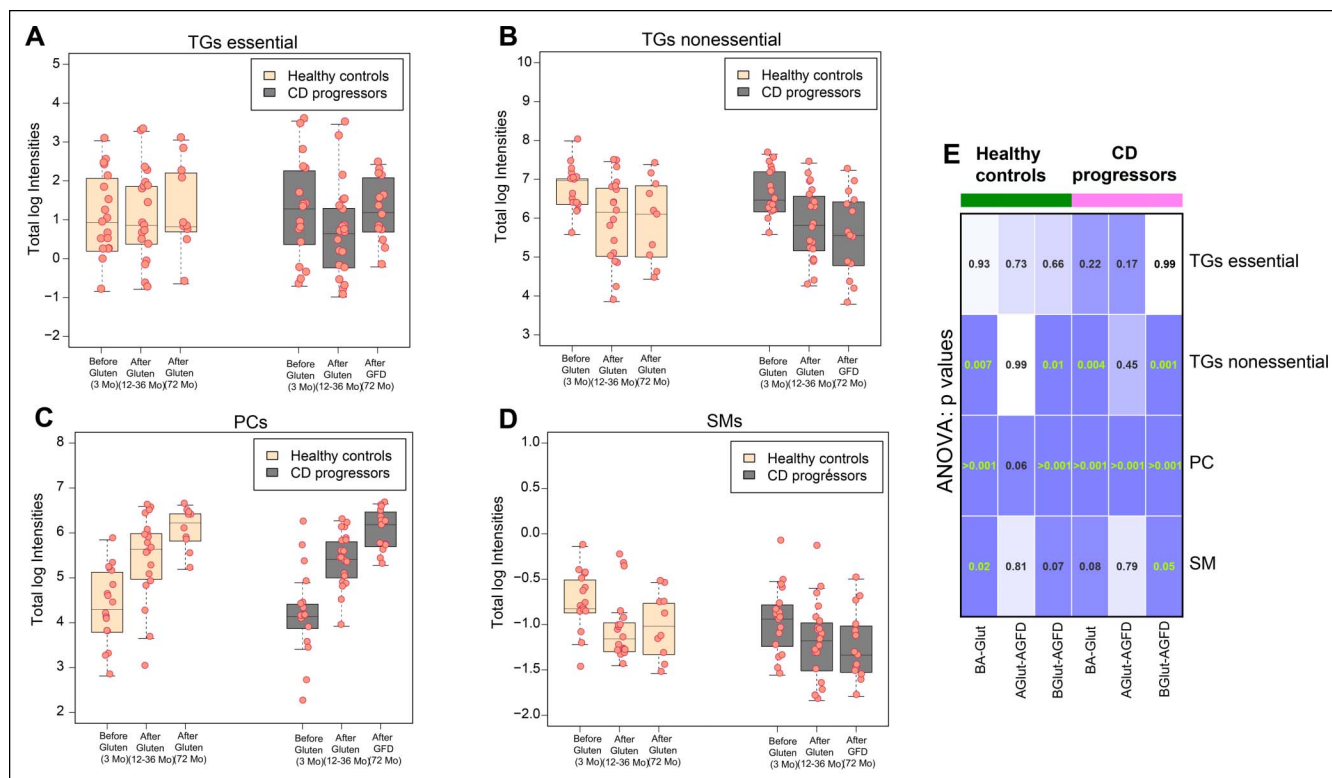 A
TGs essential
Healthy controls
CD progressors
Total log Intensities
5
4
3
2
1
0
−1
−2
Before Gluten (3 Mo)
After Gluten (12-36 Mo)
After Gluten (72 Mo)
Before Gluten (3 Mo)
After Gluten (12-36 Mo)
After GFD (72 Mo)
B
TGs nonessential
Healthy controls
CD progressors
Total log Intensities
10
9
8
7
6
5
4
3
Before Gluten (3 Mo)
After Gluten (12-36 Mo)
After Gluten (72 Mo)
Before Gluten (3 Mo)
After Gluten (12-36 Mo)
After GFD (72 Mo)
C
PCs
Healthy controls
CD progressors
Total log Intensities
8
7
6
5
4
3
2
Before Gluten (3 Mo)
After Gluten (12-36 Mo)
After Gluten (72 Mo)
Before Gluten (3 Mo)
After Gluten (12-36 Mo)
After GFD (72 Mo)
D
SMs
Healthy controls
CD progréssors
Total log Intensities
1.0
0.5
0.0
−0.5
−1.0
−1.5
−2.0
Before Gluten (3 Mo)
After Gluten (12-36 Mo)
After Gluten (72 Mo)
Before Gluten (3 Mo)
After Gluten (12-36 Mo)
After GFD (72 Mo)
E
Healthy controls
CD progressors
ANOVA: p values
0.93 0.73 0.66 0.22 0.17 0.99 TGs essential
0.007 0.99 0.01 0.004 0.45 0.001 TGs nonessential
>0.001 0.06 >0.001 >0.001 >0.001 >0.001 PC
0.02 0.81 0.07 0.08 0.79 0.05 SM
BA-Glut
AGlut-AGFD
BGlut-AGFD
BA-Glut
AGlut-AGFD
BGlut-AGFD